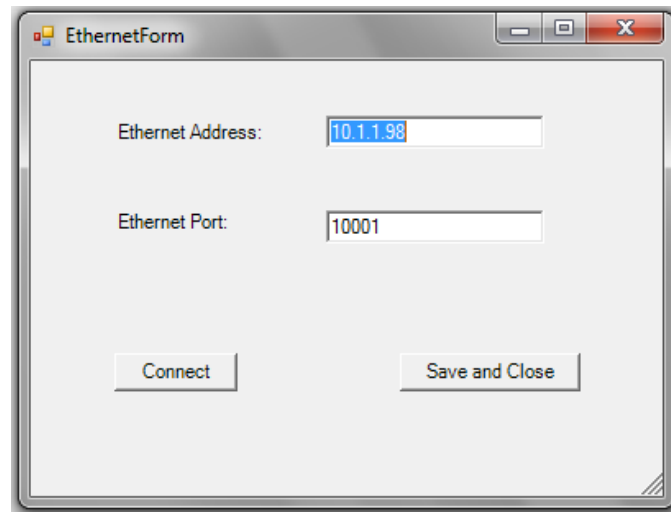 EthernetForm
Ethernet Address: 10.1.1.98
Ethernet Port: 10001
Connect Save and Close